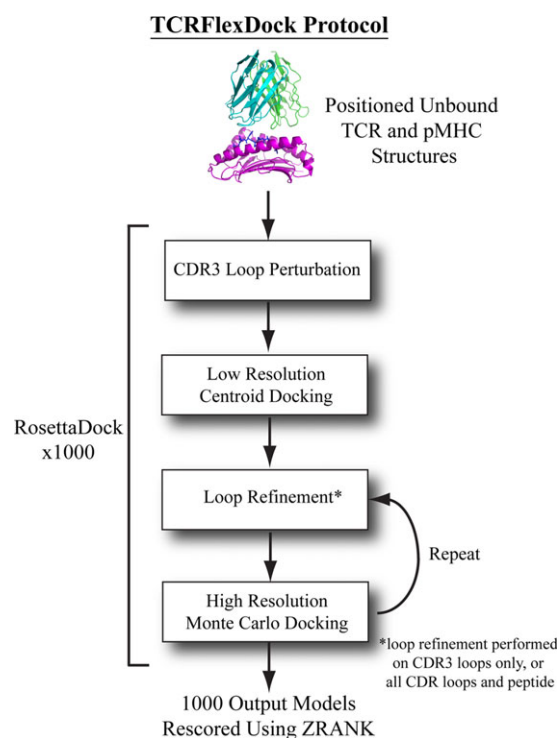 TCRFlexDock Protocol
Positioned Unbound
TCR and pMHC
Structures
CDR3 Loop Perturbation
Low Resolution
Centroid Docking
RosettaDock
x1000
Loop Refinement*
Repeat
High Resolution
Monte Carlo Docking
*loop refinement performed
on CDR3 loops only, or
all CDR loops and peptide
1000 Output Models
Rescored Using ZRANK